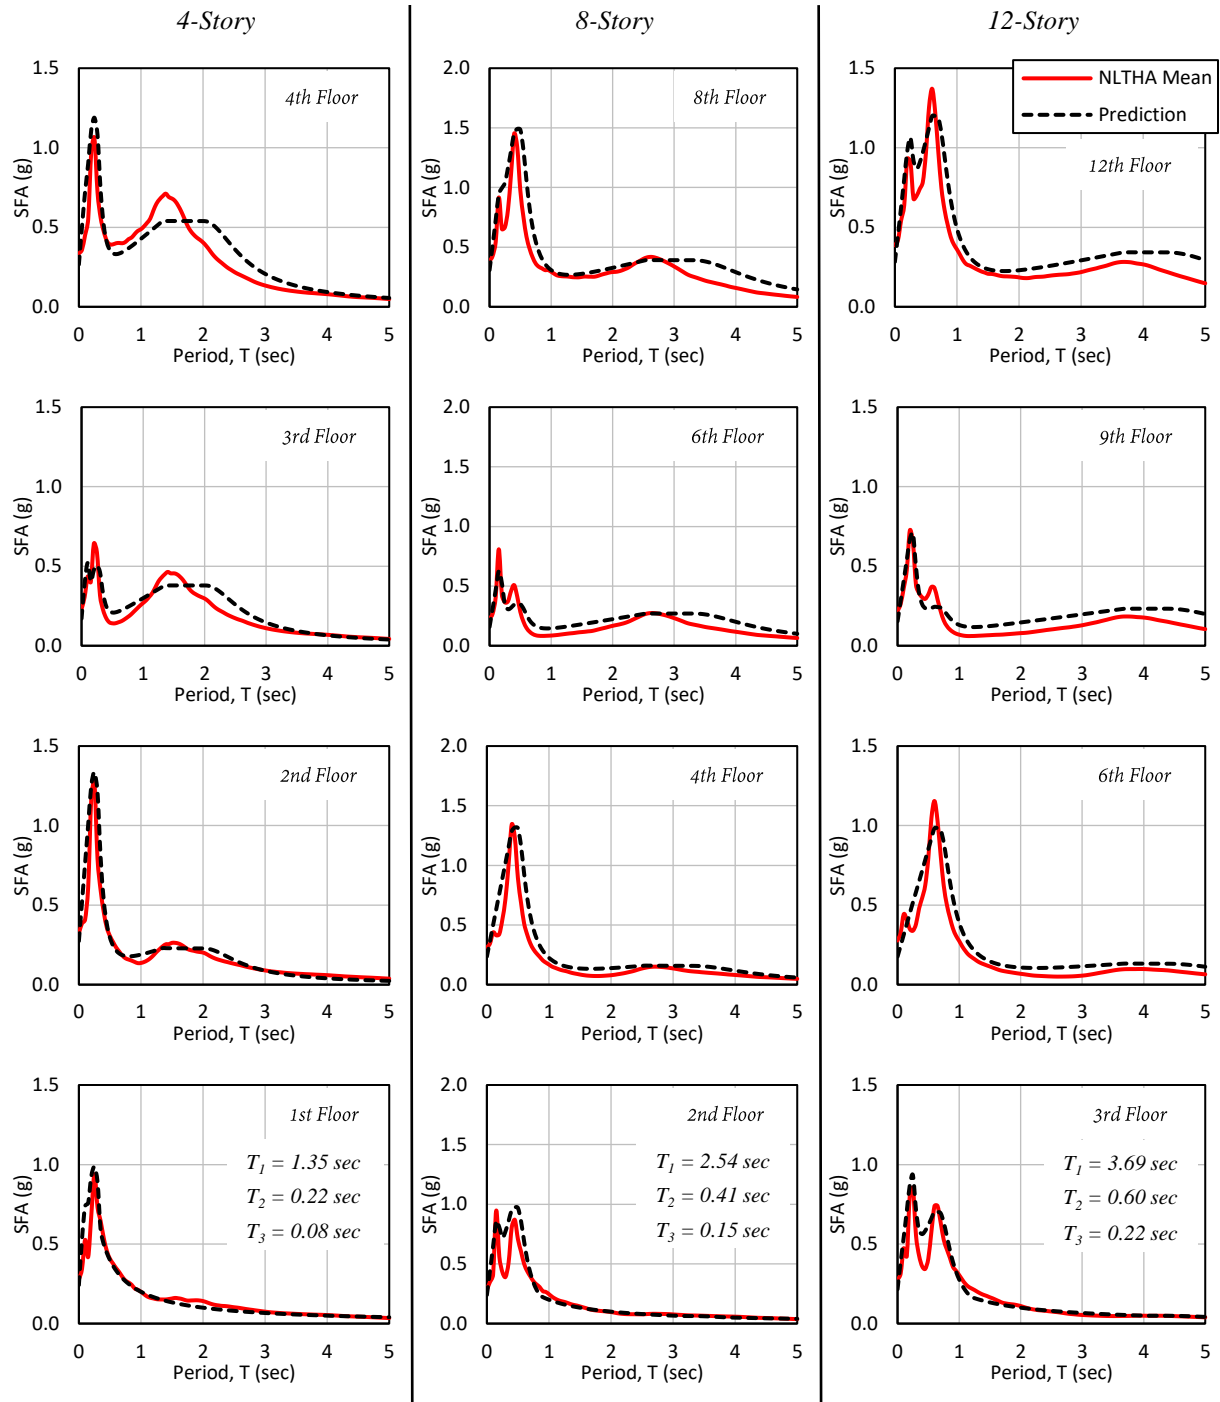 4-Story
8-Story
12-Story
NLTHA Mean
Prediction
4th Floor
SFA (g)
1.5
1.0
0.5
0.0
0 1 2 3 4 5
Period, T (sec)
8th Floor
SFA (g)
2.0
1.5
1.0
0.5
0.0
0 1 2 3 4 5
Period, T (sec)
12th Floor
SFA (g)
1.5
1.0
0.5
0.0
0 1 2 3 4 5
Period, T (sec)
3rd Floor
SFA (g)
1.5
1.0
0.5
0.0
0 1 2 3 4 5
Period, T (sec)
6th Floor
SFA (g)
2.0
1.5
1.0
0.5
0.0
0 1 2 3 4 5
Period, T (sec)
9th Floor
SFA (g)
1.5
1.0
0.5
0.0
0 1 2 3 4 5
Period, T (sec)
2nd Floor
SFA (g)
1.5
1.0
0.5
0.0
0 1 2 3 4 5
Period, T (sec)
4th Floor
SFA (g)
2.0
1.5
1.0
0.5
0.0
0 1 2 3 4 5
Period, T (sec)
6th Floor
SFA (g)
1.5
1.0
0.5
0.0
0 1 2 3 4 5
Period, T (sec)
1st Floor
T1 = 1.35 sec
T2 = 0.22 sec
T3 = 0.08 sec
SFA (g)
1.5
1.0
0.5
0.0
0 1 2 3 4 5
Period, T (sec)
2nd Floor
T1 = 2.54 sec
T2 = 0.41 sec
T3 = 0.15 sec
SFA (g)
2.0
1.5
1.0
0.5
0.0
0 1 2 3 4 5
Period, T (sec)
3rd Floor
T1 = 3.69 sec
T2 = 0.60 sec
T3 = 0.22 sec
SFA (g)
1.5
1.0
0.5
0.0
0 1 2 3 4 5
Period, T (sec)